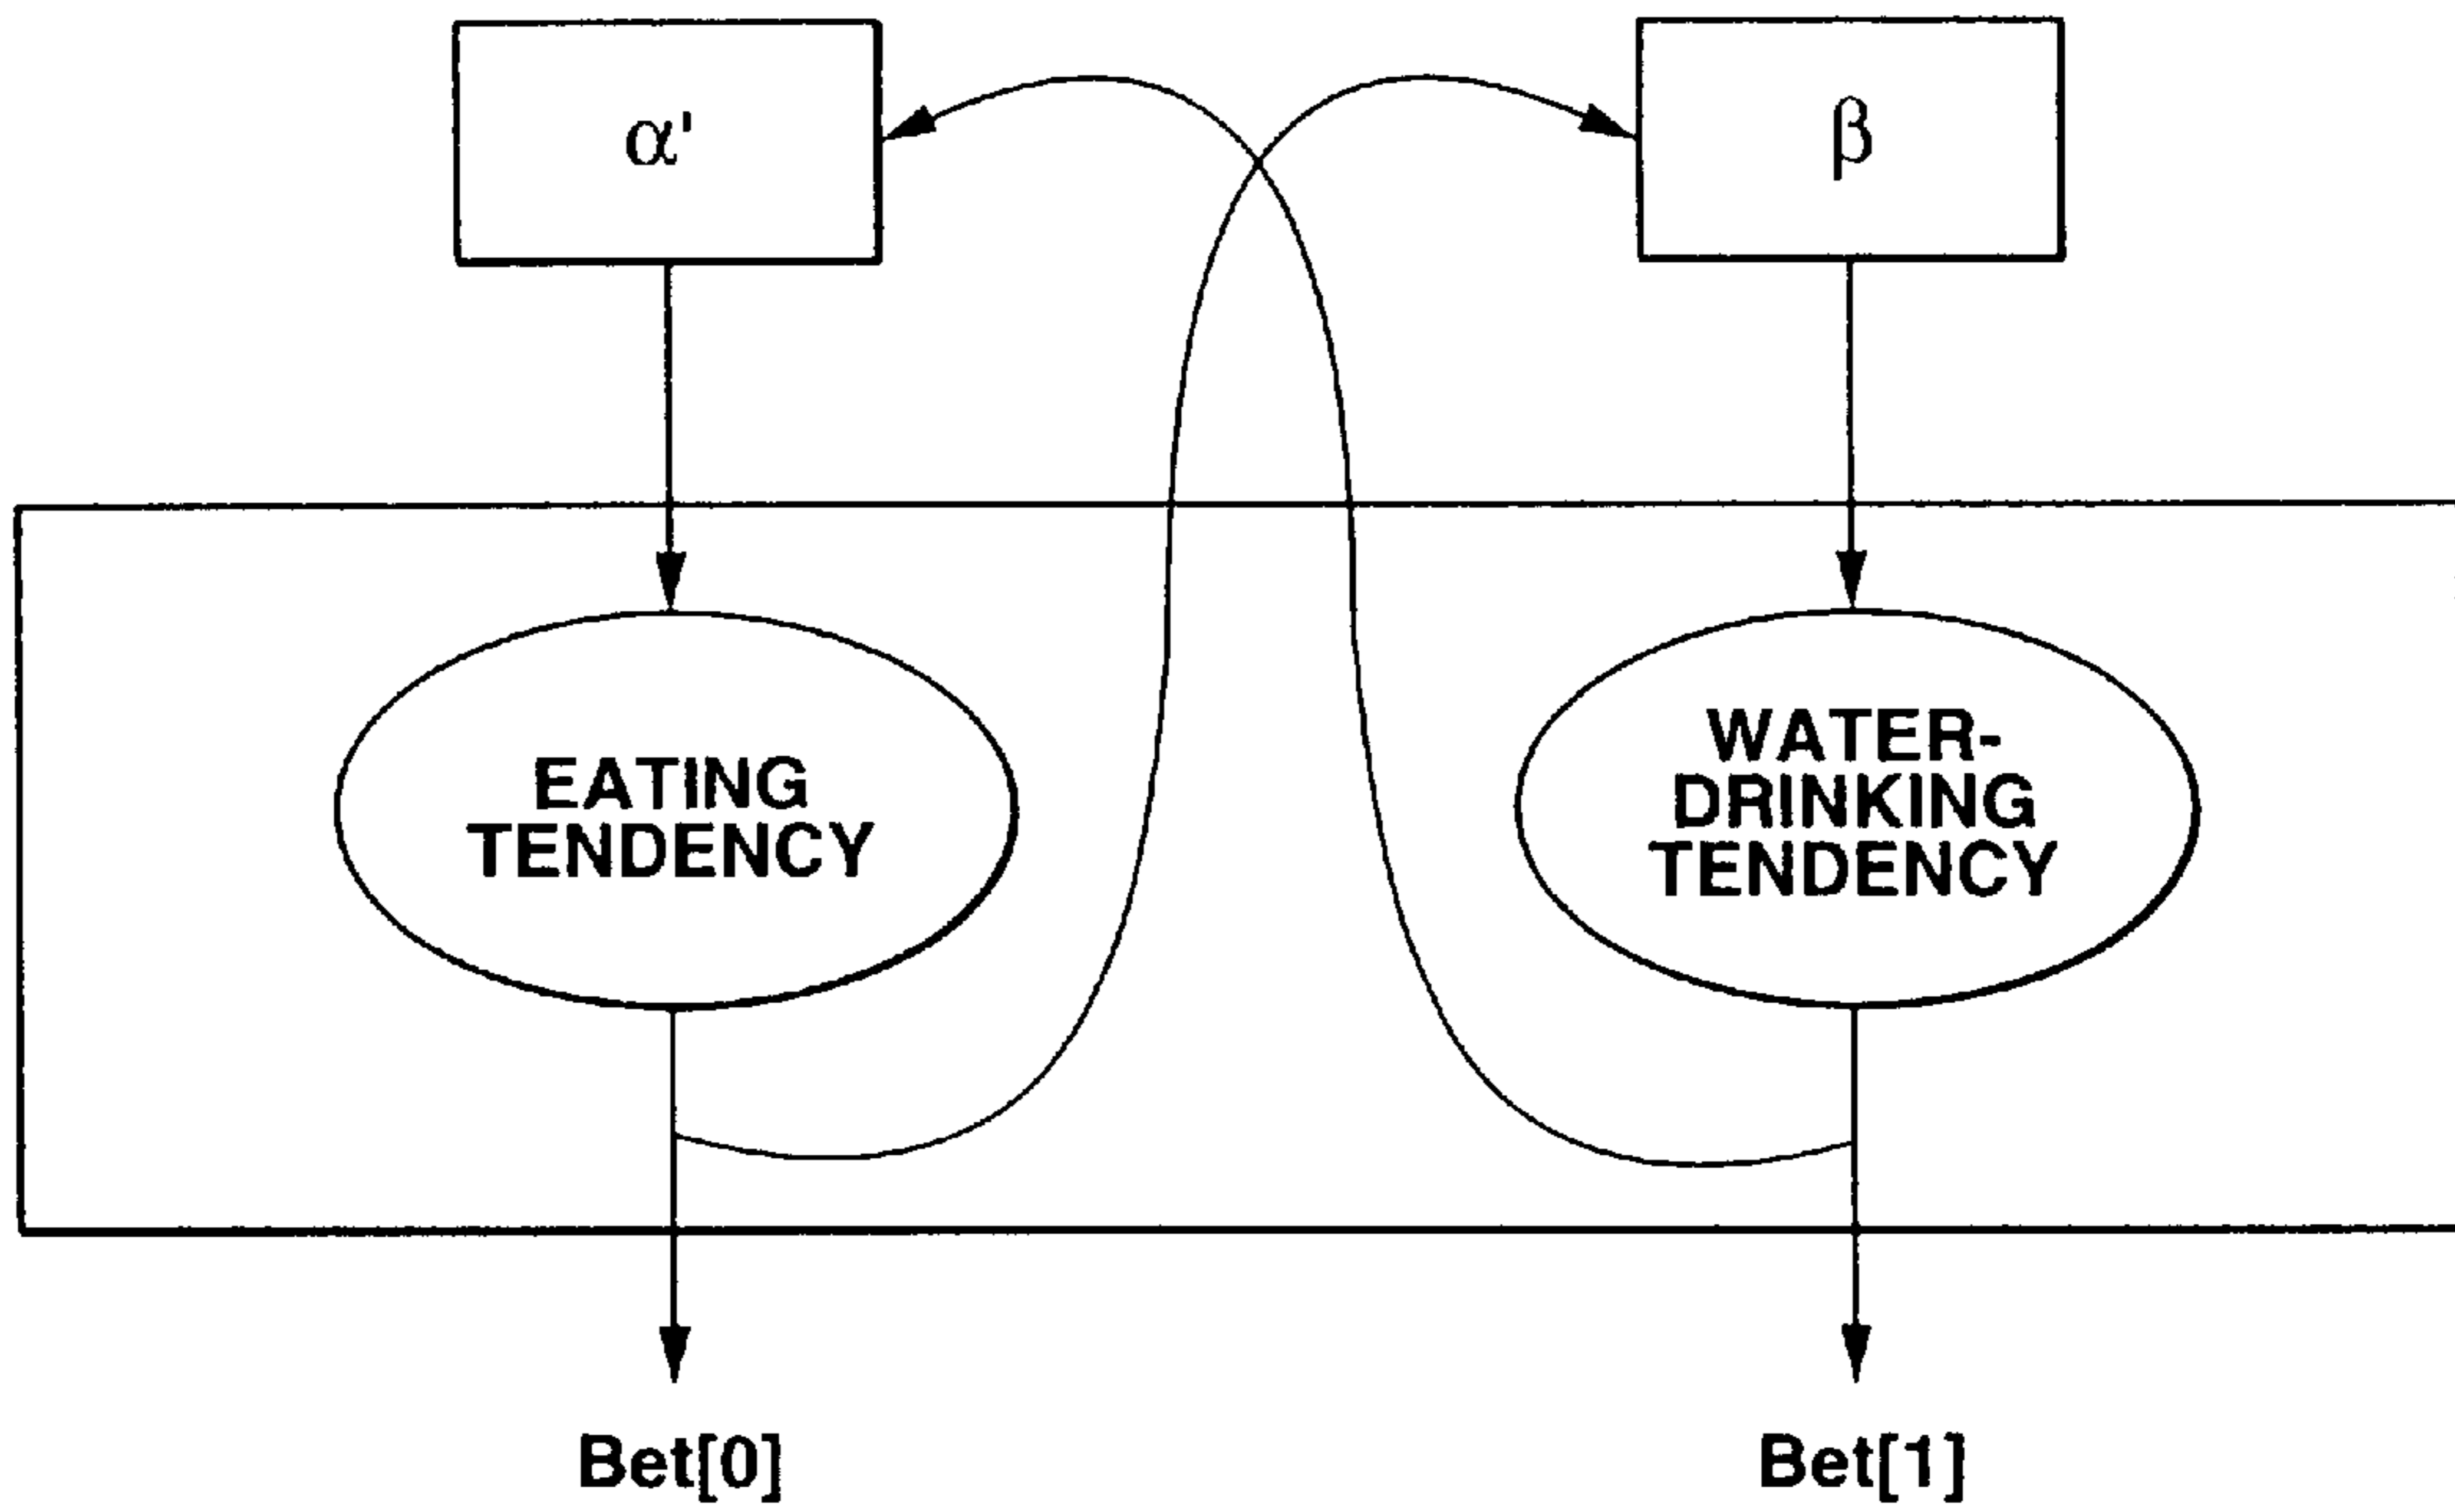 α'
β
EATING
TENDENCY
WATER-
DRINKING
TENDENCY
Bet[0]
Bet[1]